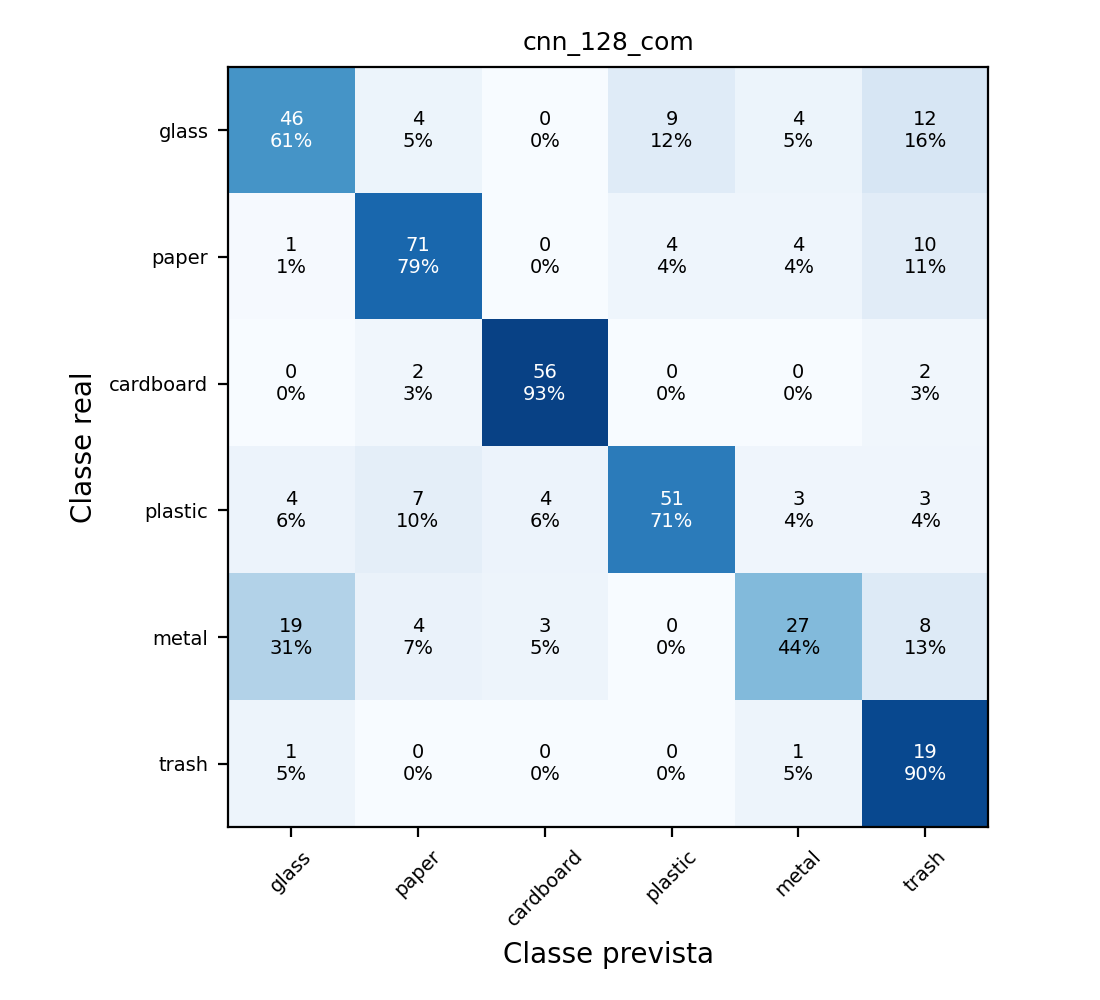 cnn_128_com
glass 46 4 0 9 4 12
61% 5% 0% 12% 5% 16%
paper 1 71 0 4 4 10
1% 79% 0% 4% 4% 11%
cardboard 0 2 56 0 0 2
0% 3% 93% 0% 0% 3%
plastic 4 7 4 51 3 3
6% 10% 6% 71% 4% 4%
metal 19 4 3 0 27 8
31% 7% 5% 0% 44% 13%
trash 1 0 0 0 1 19
5% 0% 0% 0% 5% 90%
Classe real
glass paper cardboard plastic metal trash
Classe prevista